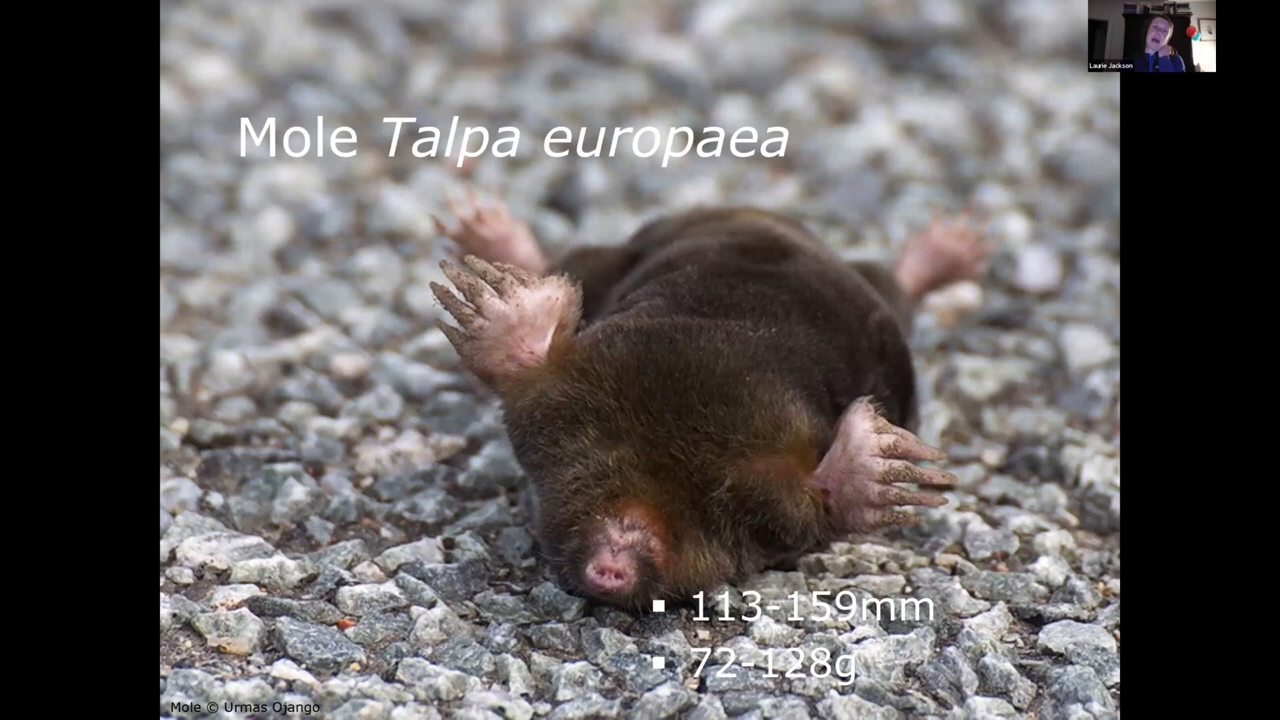 Laurie Jackson
Mole Talpa europaea
▪ 113-159mm
▪ 72-128g
Mole © Urmas Ojango